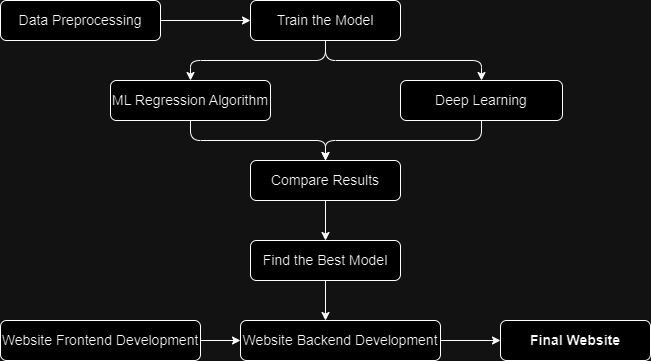 Data Preprocessing
Train the Model
ML Regression Algorithm
Deep Learning
Compare Results
Find the Best Model
Website Frontend Development
Website Backend Development
Final Website